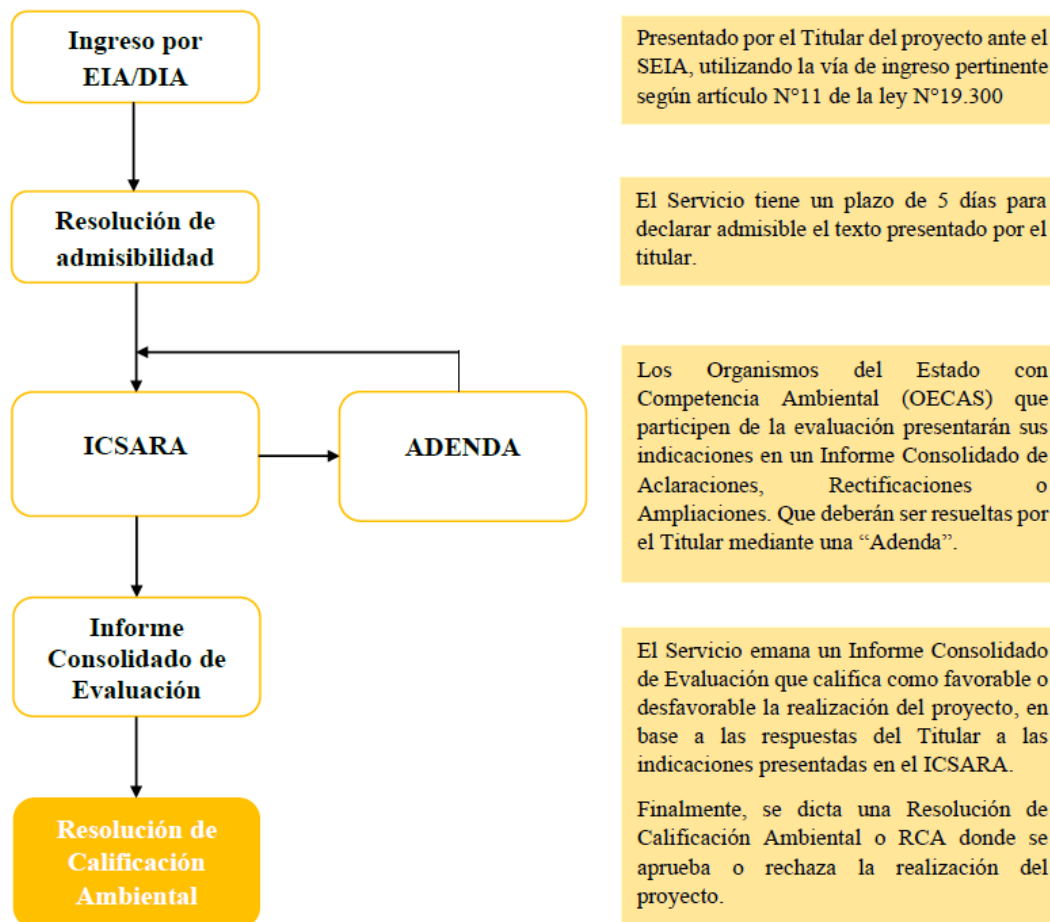 Ingreso por
EIA/DIA
Presentado por el Titular del proyecto ante el
SEIA, utilizando la vía de ingreso pertinente
según artículo N°11 de la ley N°19.300
Resolución de
admisibilidad
El Servicio tiene un plazo de 5 días para
declarar admisible el texto presentado por el
titular.
ICSARA
ADENDA
Los Organismos del Estado con
Competencia Ambiental (OECAS) que
participen de la evaluación presentarán sus
indicaciones en un Informe Consolidado de
Aclaraciones, Rectificaciones o
Ampliaciones. Que deberán ser resueltas por
el Titular mediante una “Adenda”.
Informe
Consolidado de
Evaluación
El Servicio emana un Informe Consolidado
de Evaluación que califica como favorable o
desfavorable la realización del proyecto, en
base a las respuestas del Titular a las
indicaciones presentadas en el ICSARA.
Resolución de
Calificación
Ambiental
Finalmente, se dicta una Resolución de
Calificación Ambiental o RCA donde se
aprueba o rechaza la realización del
proyecto.